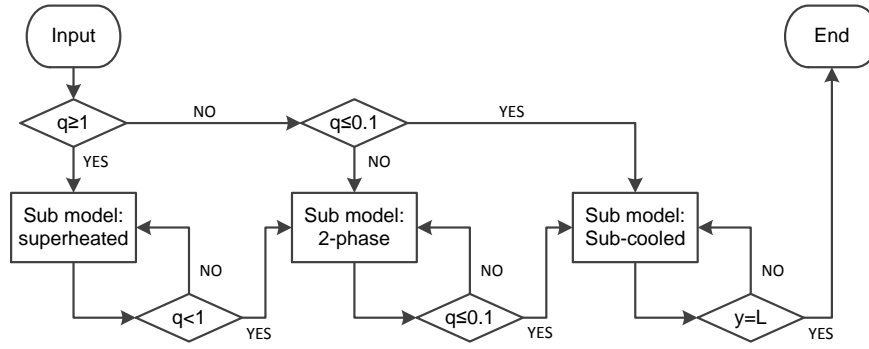 Input
End
q≥1
NO
q≤0.1
YES
YES
NO
Sub model:
superheated
Sub model:
2-phase
Sub model:
Sub-cooled
NO
NO
NO
q<1
YES
q≤0.1
YES
y=L
YES